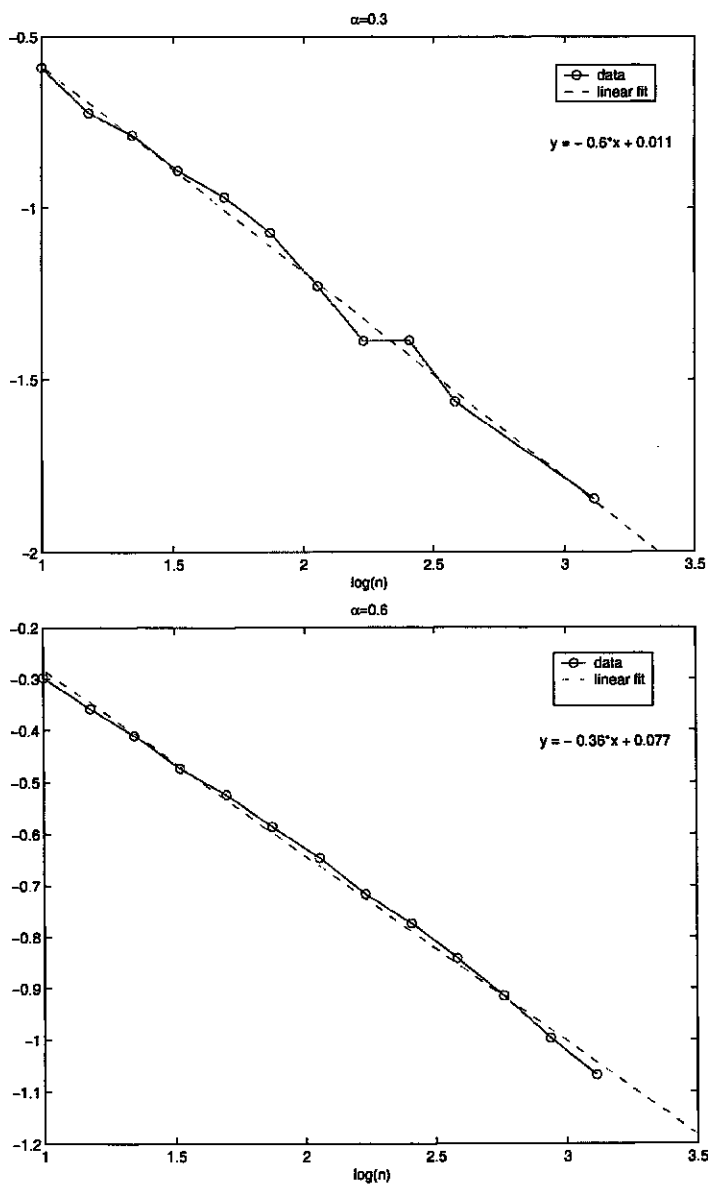 α=0.3
-0.5
data
linear fit
y = - 0.6*x + 0.011
-1
-1.5
-2
1
1.5
2
2.5
3
3.5
log(n)
α=0.6
-0.2
data
-0.3
linear fit
y = - 0.36*x + 0.077
-0.4
-0.5
-0.6
-0.7
-0.8
-0.9
-1
-1.1
-1.2
1
1.5
2
2.5
3
3.5
log(n)